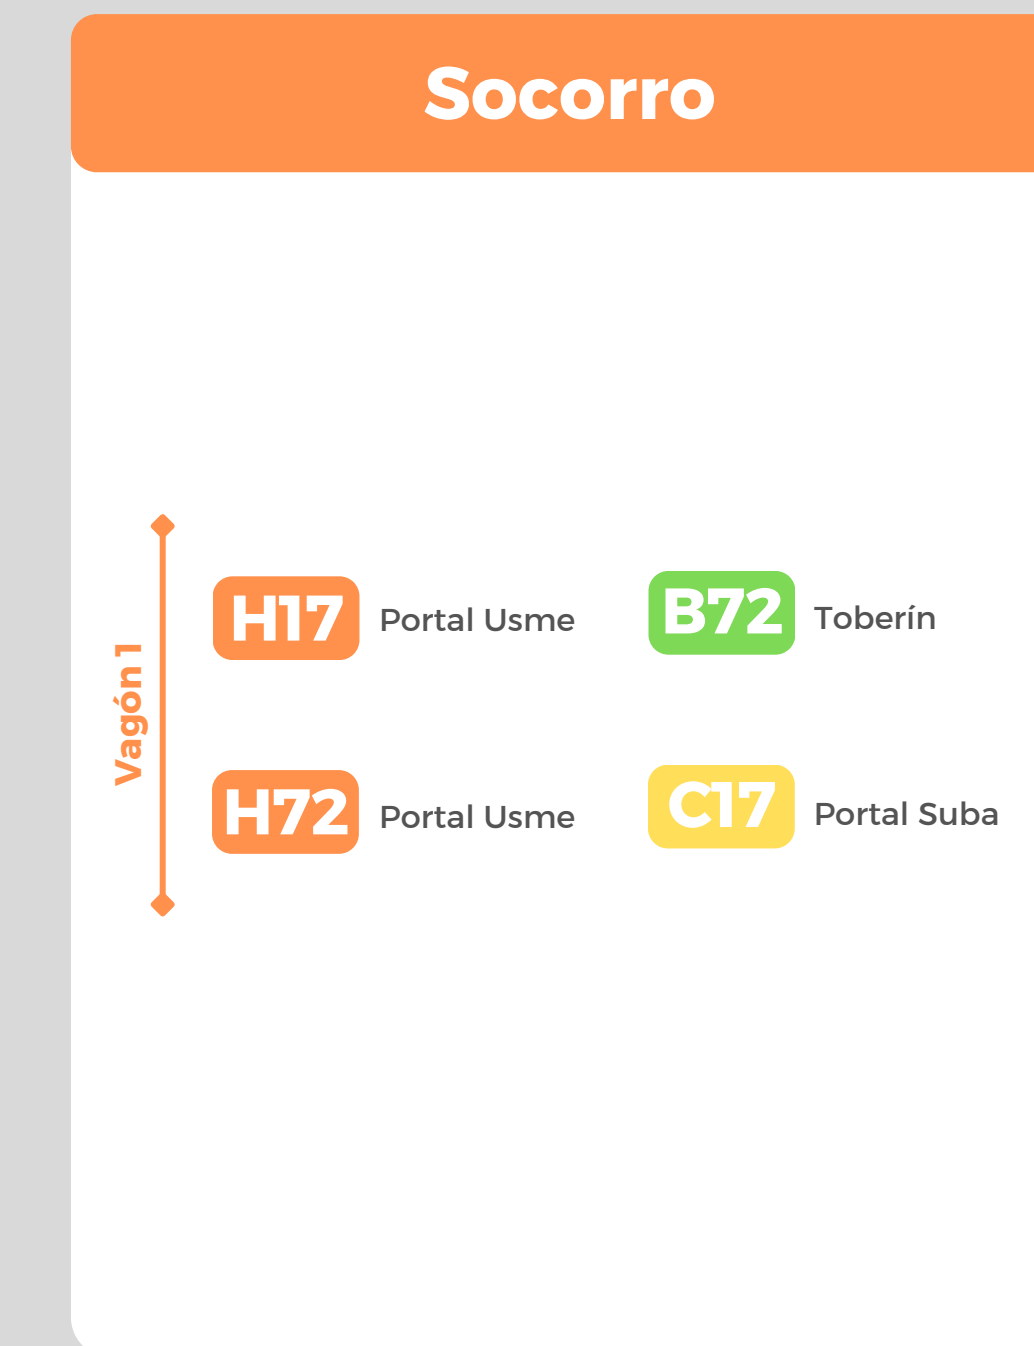 Socorro
Vagón 1
H17 Portal Usme
B72 Toberín
H72 Portal Usme
C17 Portal Suba